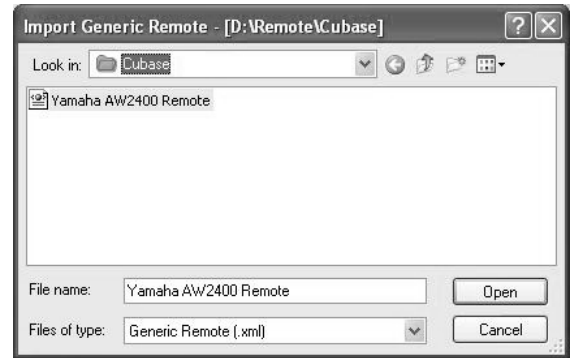 Import Generic Remote - [D:\Remote\Cubase]
Look in: Cubase
Yamaha AW2400 Remote
File name: Yamaha AW2400 Remote Open
Files of type: Generic Remote (.xml) Cancel